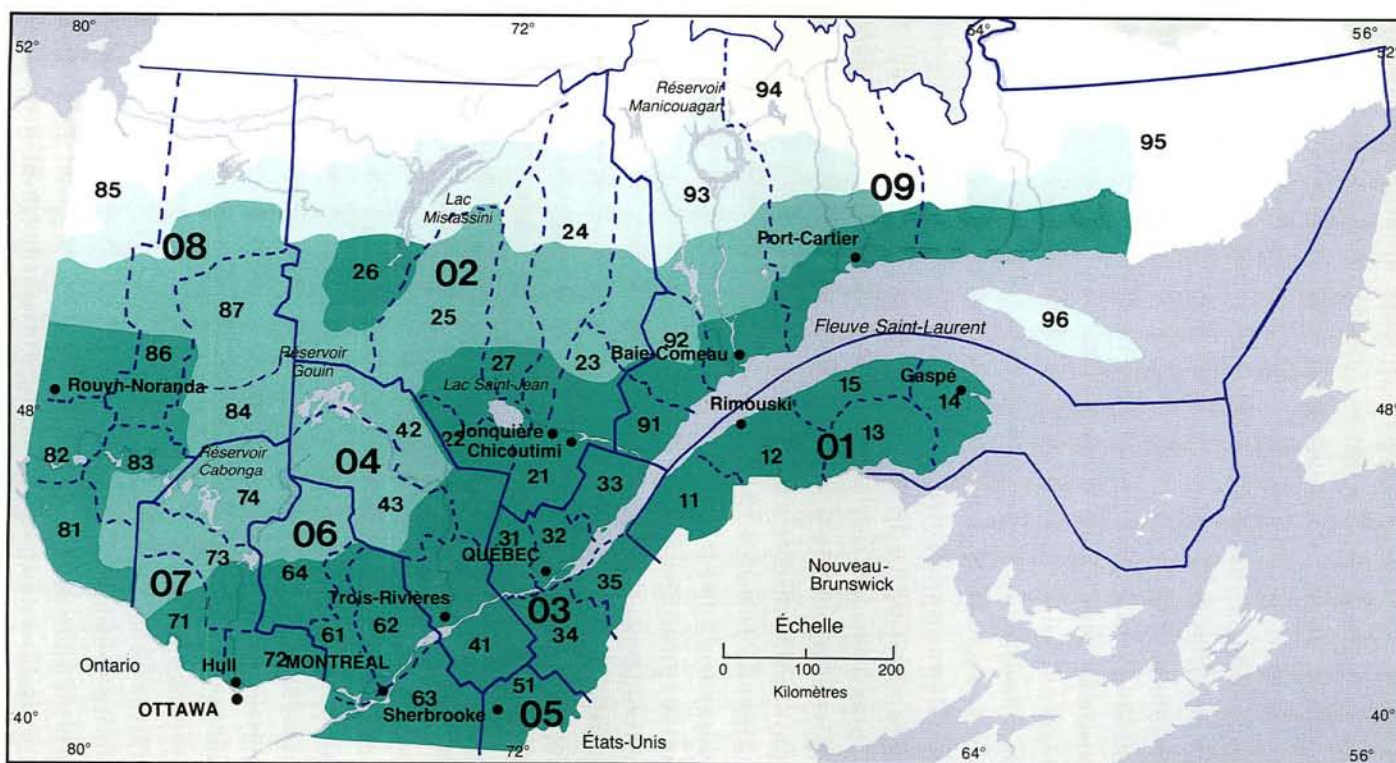 80°
72°
64°
56°
52°
52°
Réservoir
Manicouagan
94
95
85
93
09
Lac
Mistassini
24
08
02
Port-Cartier
26
87
25
96
Fleuve Saint-Laurent
86
Réservoir
Gouin
27
23
92
Baie-Comeau
Rouyn-Noranda
Lac Saint-Jean
15
Gaspé
14
48°
48°
84
42
22
Jonquière
Chicoutimi
91
Rimouski
13
01
12
82
83
Réservoir
Cabonga
04
74
43
21
33
11
81
06
31
32
QUÉBEC
73
64
35
07
Nouveau-
Brunswick
71
Trois-Rivières
03
61
62
34
Échelle
41
0 100 200
Kilomètres
Ontario
Hull
72
MONTRÉAL
63
51
OTTAWA
Sherbrooke
05
40°
40°
États-Unis
80°
72°
64°
56°